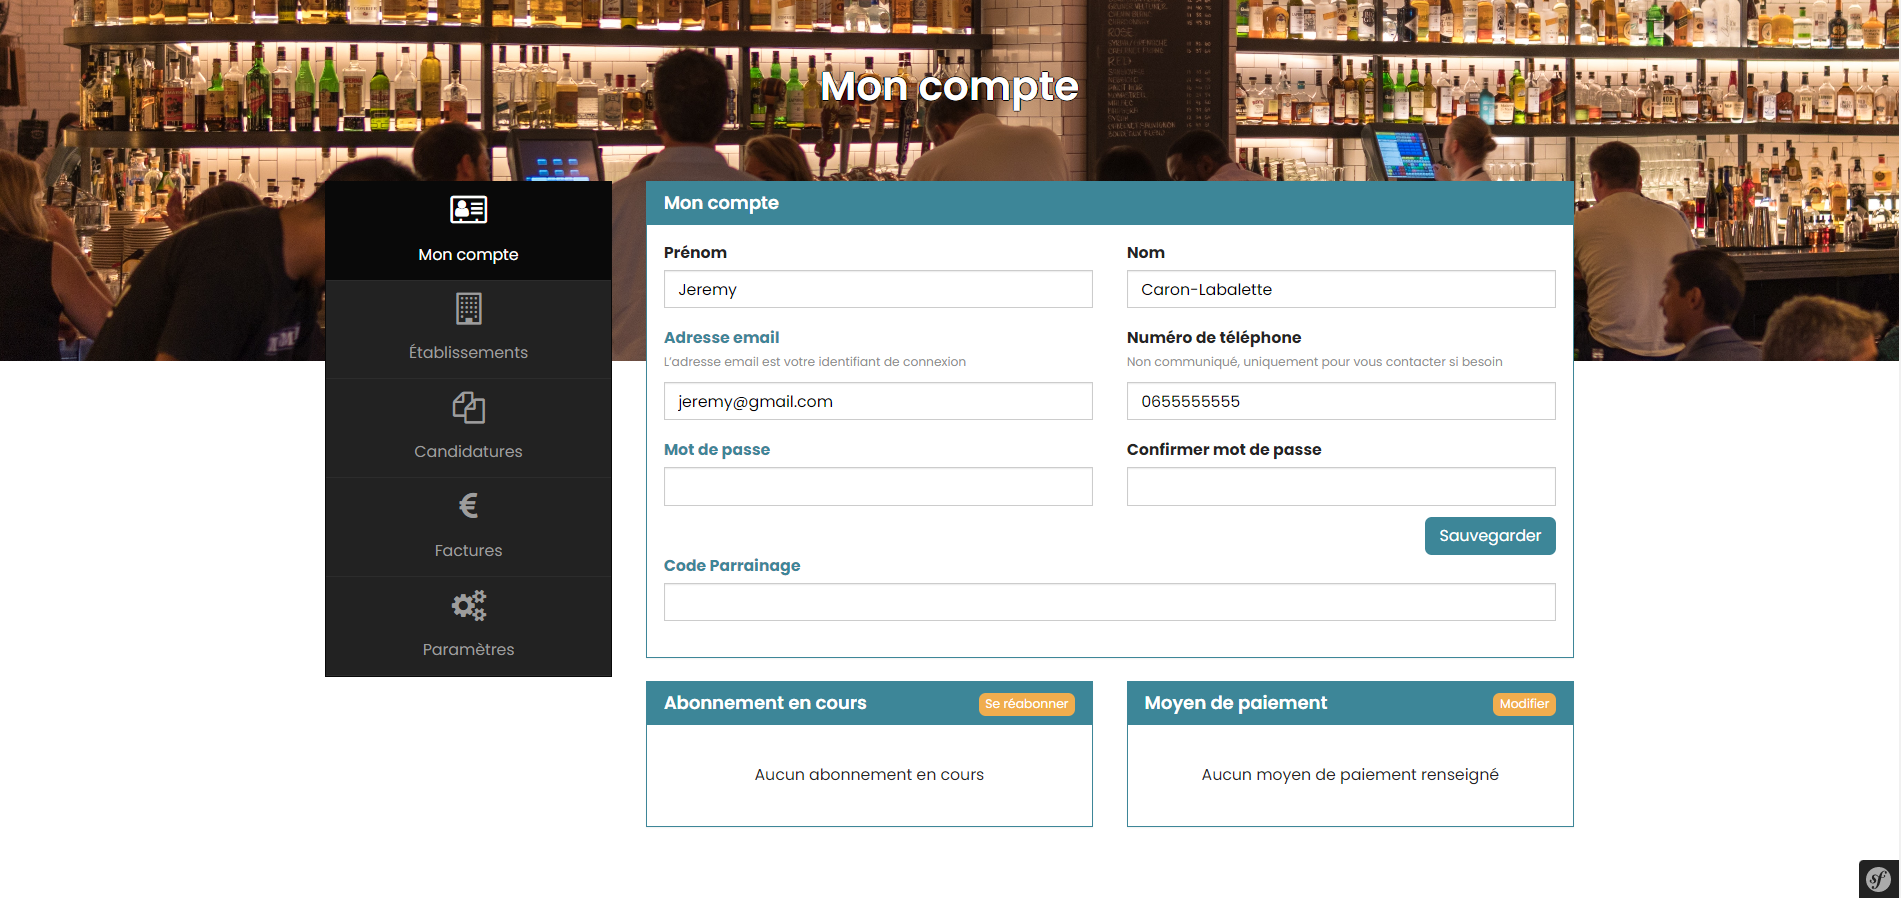 ROSE
RED
Mon compte
Mon compte
Établissements
Candidatures
€
Factures
Paramètres
Mon compte
Prénom
Nom
Jeremy
Caron-Labalette
Adresse email
Numéro de téléphone
L'adresse email est votre identifiant de connexion
Non communiqué, uniquement pour vous contacter si besoin
jeremy@gmail.com
0655555555
Mot de passe
Confirmer mot de passe
Sauvegarder
Code Parrainage
Abonnement en cours
Se réabonner
Moyen de paiement
Modifier
Aucun abonnement en cours
Aucun moyen de paiement renseigné
sf